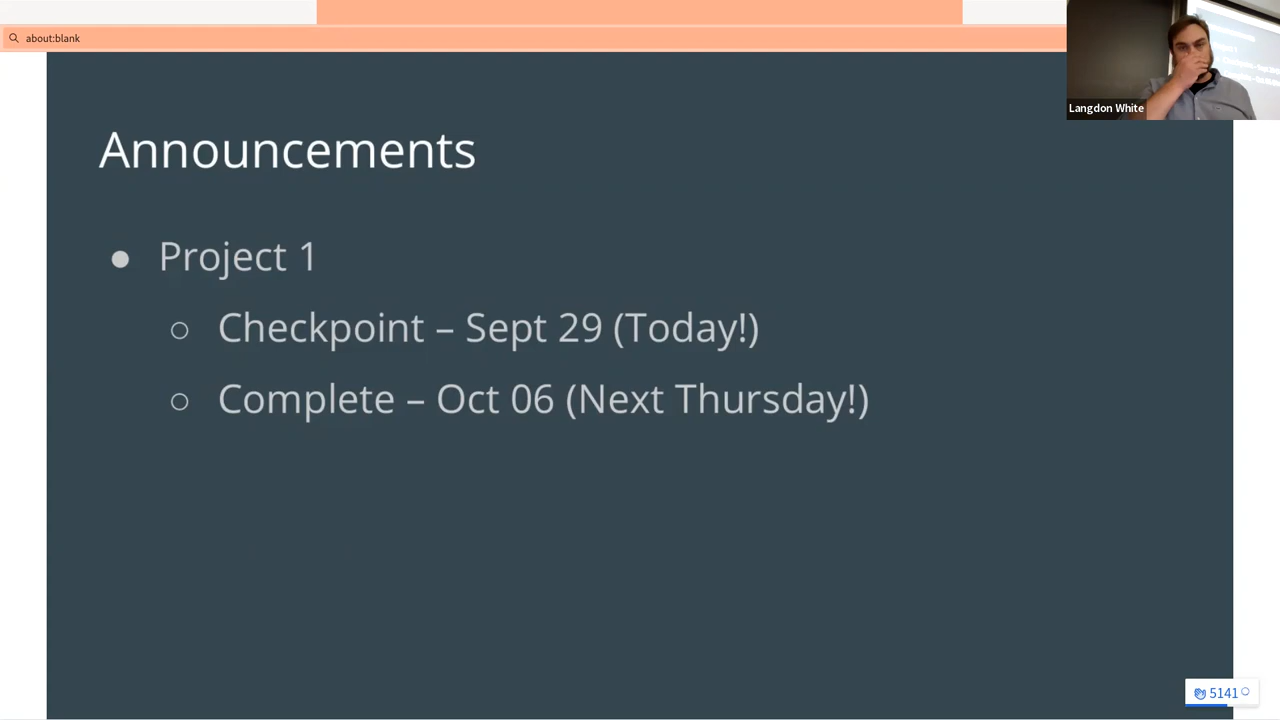 about:blank
Langdon White
Announcements
● Project 1
○ Checkpoint – Sept 29 (Today!)
○ Complete – Oct 06 (Next Thursday!)
5141